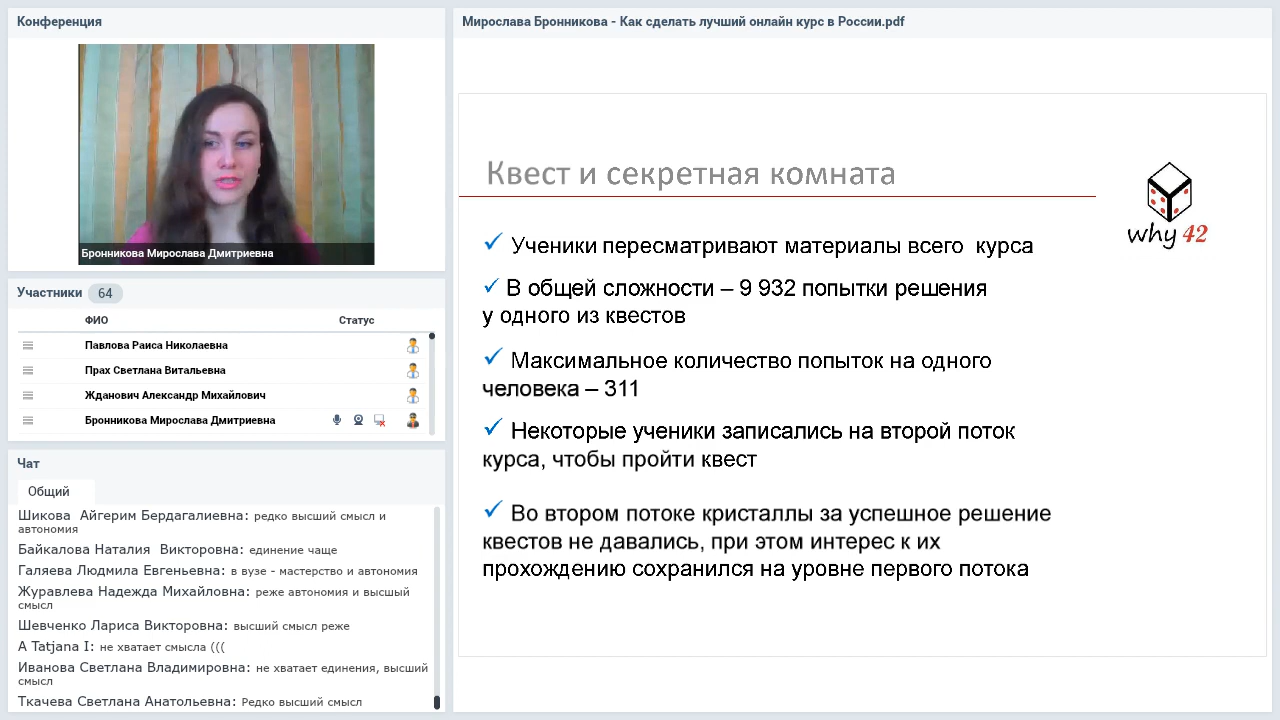 Конференция
Бронникова Мирослава Дмитриевна
Участники 64
ФИО Статус
Павлова Раиса Николаевна
Прах Светлана Витальевна
Жданович Александр Михайлович
Бронникова Мирослава Дмитриевна
Чат
Общий
Шикова Айгерим Бердагалиевна: редко высший смысл и
автономия
Байкалова Наталия Викторовна: единение чаще
Галяева Людмила Евгеньевна: в вузе - мастерство и автономия
Журавлева Надежда Михайловна: реже автономия и высшый
смысл
Шевченко Лариса Викторовна: высший смысл реже
A Tatjana I: не хватает смысла (((
Иванова Светлана Владимировна: не хватает единения, высший
смысл
Ткачева Светлана Анатольевна: Редко высший смысл
Мирослава Бронникова - Как сделать лучший онлайн курс в России.pdf
Квест и секретная комната
why 42
Ученики пересматривают материалы всего курса
В общей сложности – 9 932 попытки решения
у одного из квестов
Максимальное количество попыток на одного
человека – 311
Некоторые ученики записались на второй поток
курса, чтобы пройти квест
Во втором потоке кристаллы за успешное решение
квестов не давались, при этом интерес к их
прохождению сохранился на уровне первого потока